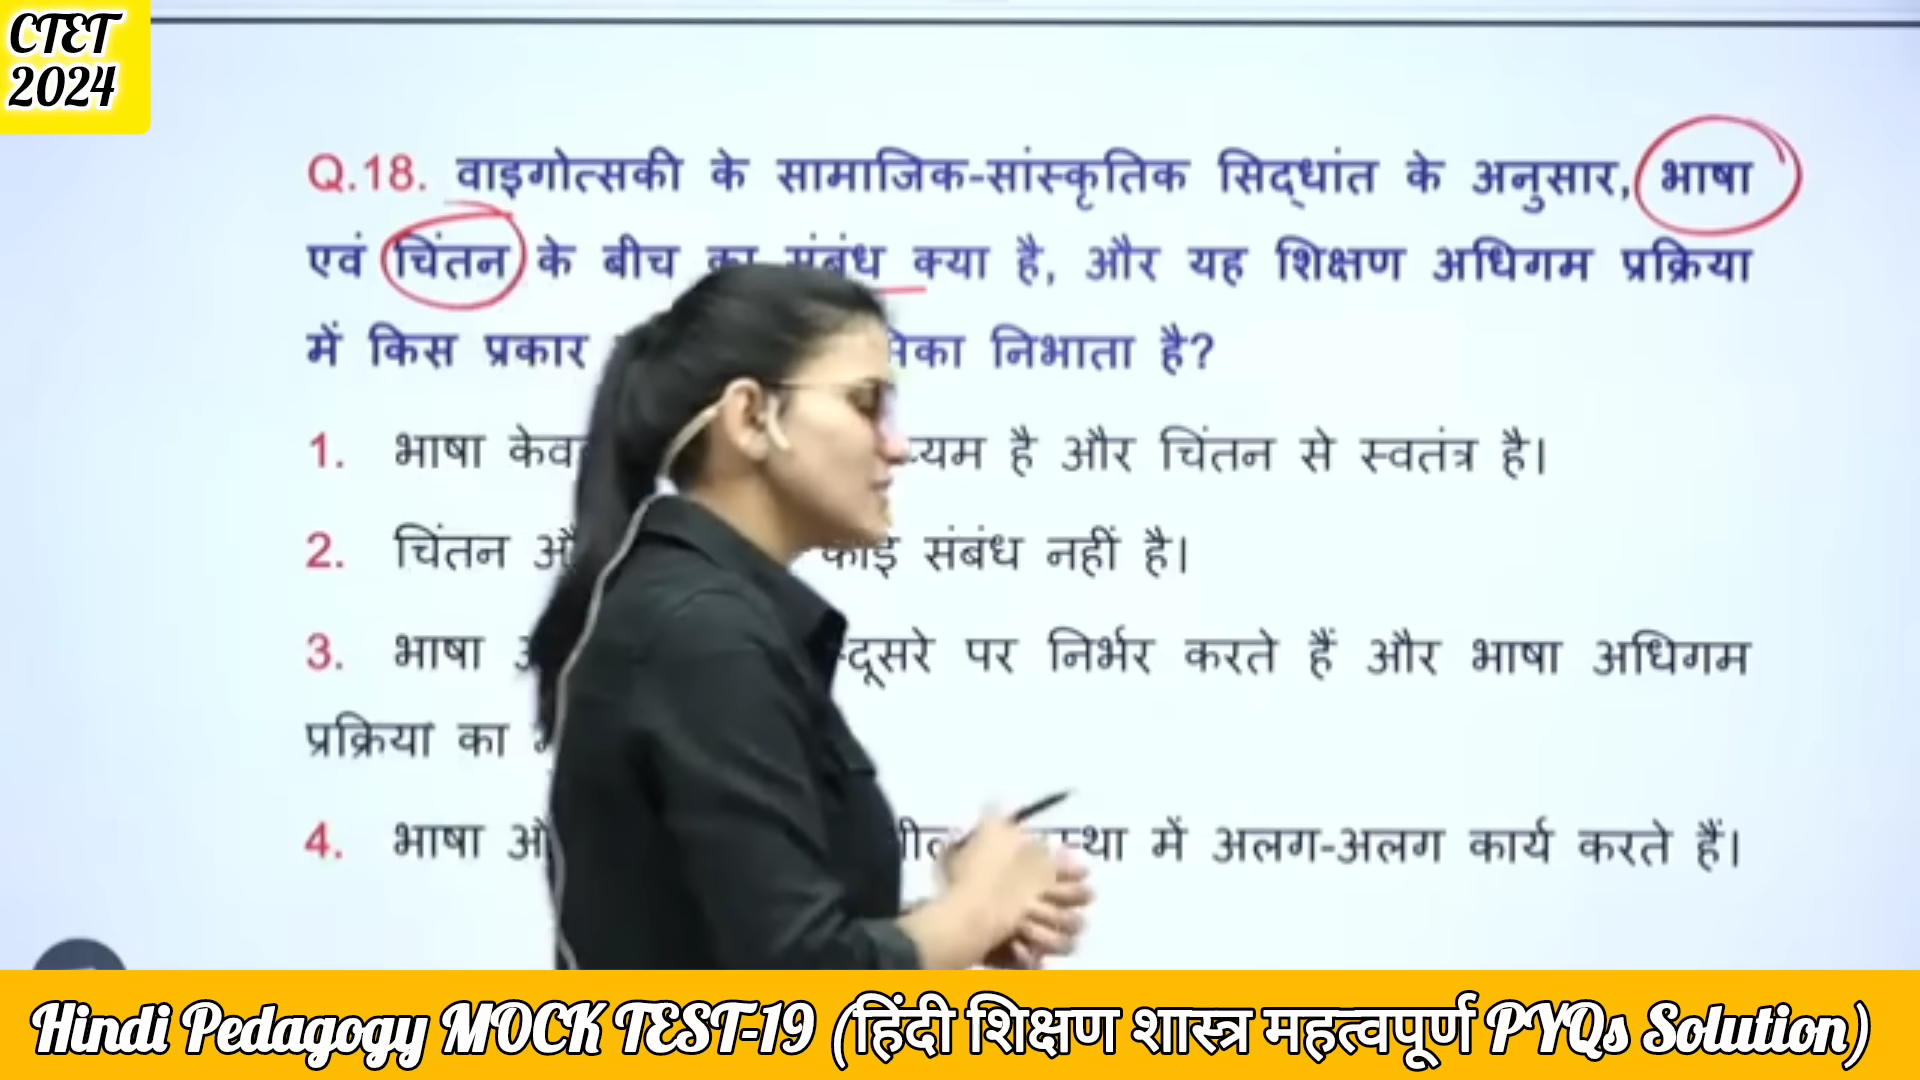 CTET
2024
Q.18. वाइगोत्सकी के सामाजिक-सांस्कृतिक सिद्धांत के अनुसार, भाषा
एवं चिंतन के बीच का संबंध क्या है, और यह शिक्षण अधिगम प्रक्रिया
में किस प्रकार निभाता है?
1. भाषा है और चिंतन से स्वतंत्र है।
2. चिंतन संबंध नहीं है।
3. भाषा पर निर्भर करते हैं और भाषा अधिगम
प्रक्रिया का
4. भाषा में अलग-अलग कार्य करते हैं।
Hindi Pedagogy MOCK TEST-19 (हिंदी शिक्षण शास्त्र महत्वपूर्ण PYQs Solution)